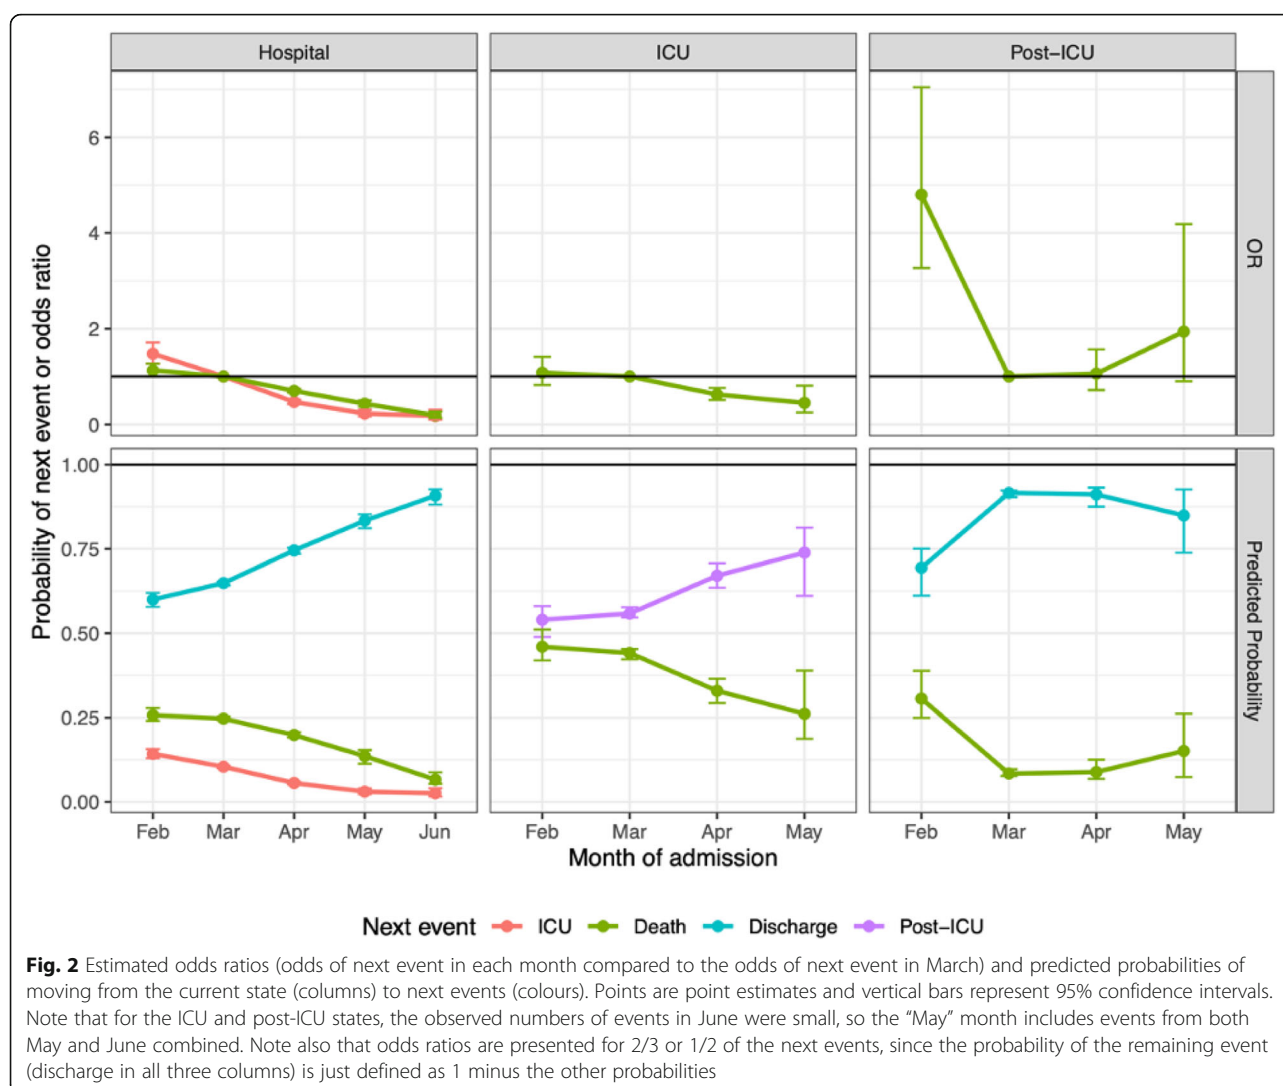 Hospital
ICU
Post−ICU
Probability of next event or odds ratio
6
4
2
0
OR
1.00
0.75
0.50
0.25
0.00
Predicted Probability
Feb Mar Apr May Jun
Feb Mar Apr May
Feb Mar Apr May
Month of admission
Next event ICU Death Discharge Post−ICU
Fig. 2 Estimated odds ratios (odds of next event in each month compared to the odds of next event in March) and predicted probabilities of
moving from the current state (columns) to next events (colours). Points are point estimates and vertical bars represent 95% confidence intervals.
Note that for the ICU and post-ICU states, the observed numbers of events in June were small, so the “May” month includes events from both
May and June combined. Note also that odds ratios are presented for 2/3 or 1/2 of the next events, since the probability of the remaining event
(discharge in all three columns) is just defined as 1 minus the other probabilities